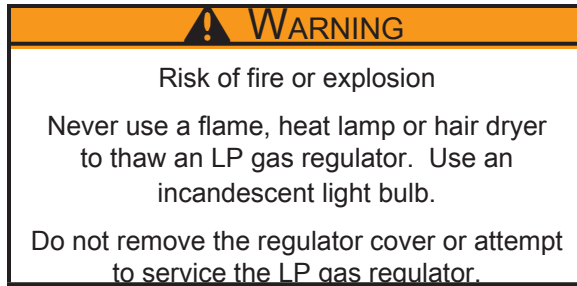 WARNING
Risk of fire or explosion
Never use a flame, heat lamp or hair dryer
to thaw an LP gas regulator.  Use an
incandescent light bulb.
Do not remove the regulator cover or attempt
to service the LP gas regulator.